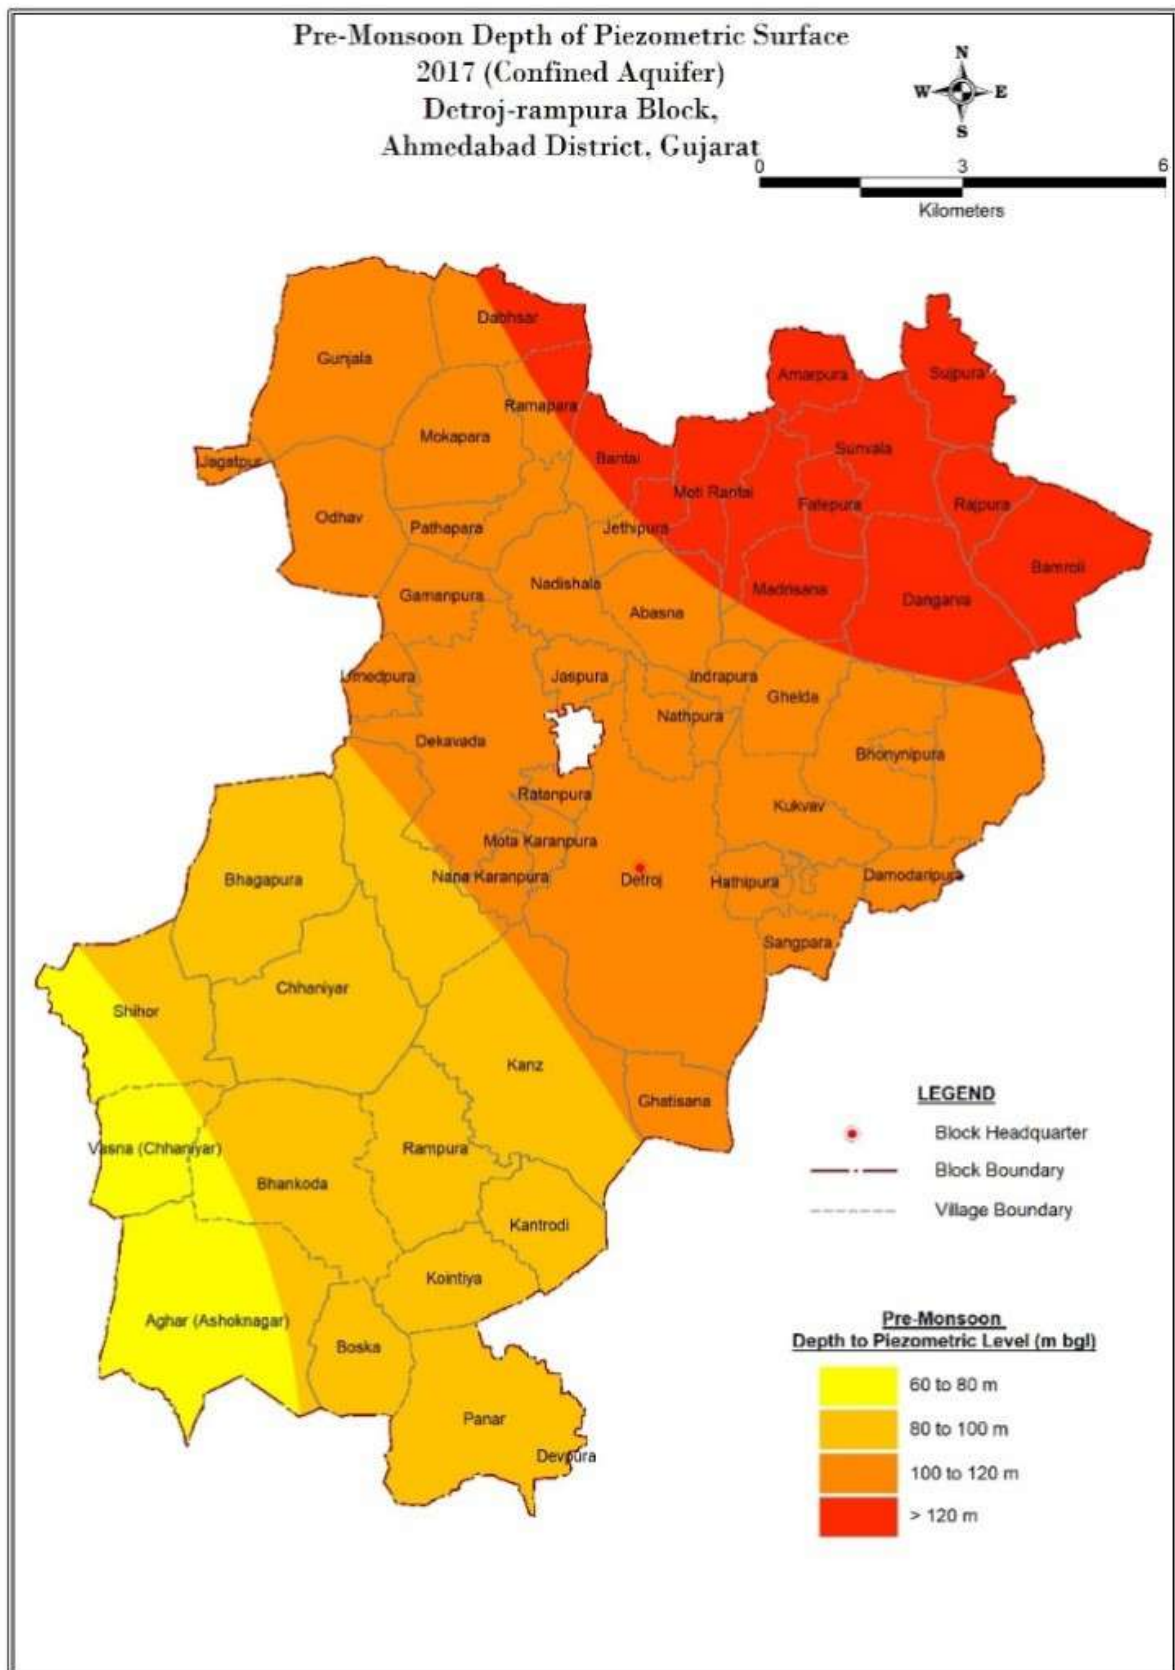 Pre-Monsoon Depth of Piezometric Surface
2017 (Confined Aquifer)
Detroj-rampura Block,
Ahmedabad District, Gujarat
N
W E
S
0 3 6
Kilometers
Dabhsar
Gunjala
Amarpura
Sujpura
Ramapara
Mokapara
Sunvala
Bantai
Jagatpur
Moti Rantai
Fatepura
Rajpura
Odhav
Pathapara
Jethipura
Bamroli
Nadishala
Madrisana
Gamanpura
Dangarva
Abasna
Umedpura
Jaspura
Indrapura
Ghelda
Nathpura
Dekavada
Bhonynipura
Ratanpura
Kukvav
Mota Karanpura
Bhagapura
Nana Karanpura
Detroj
Hathipura
Damodaripura
Sangpara
Chhaniyar
Shihor
Kanz
Ghatisana
Vasna (Chhaniyar)
Rampura
Bhankoda
Kantrodi
Kointiya
Aghar (Ashoknagar)
Boska
Panar
Devpura
LEGEND
Block Headquarter
Block Boundary
Village Boundary
Pre-Monsoon
Depth to Piezometric Level (m bgl)
60 to 80 m
80 to 100 m
100 to 120 m
> 120 m